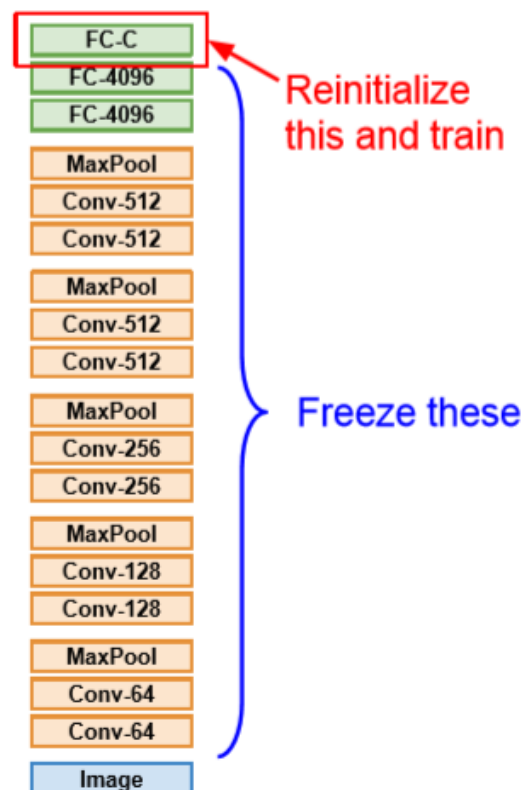 FC-C
FC-4096
FC-4096
MaxPool
Conv-512
Conv-512
MaxPool
Conv-512
Conv-512
MaxPool
Conv-256
Conv-256
MaxPool
Conv-128
Conv-128
MaxPool
Conv-64
Conv-64
Image
Reinitialize
this and train
Freeze these